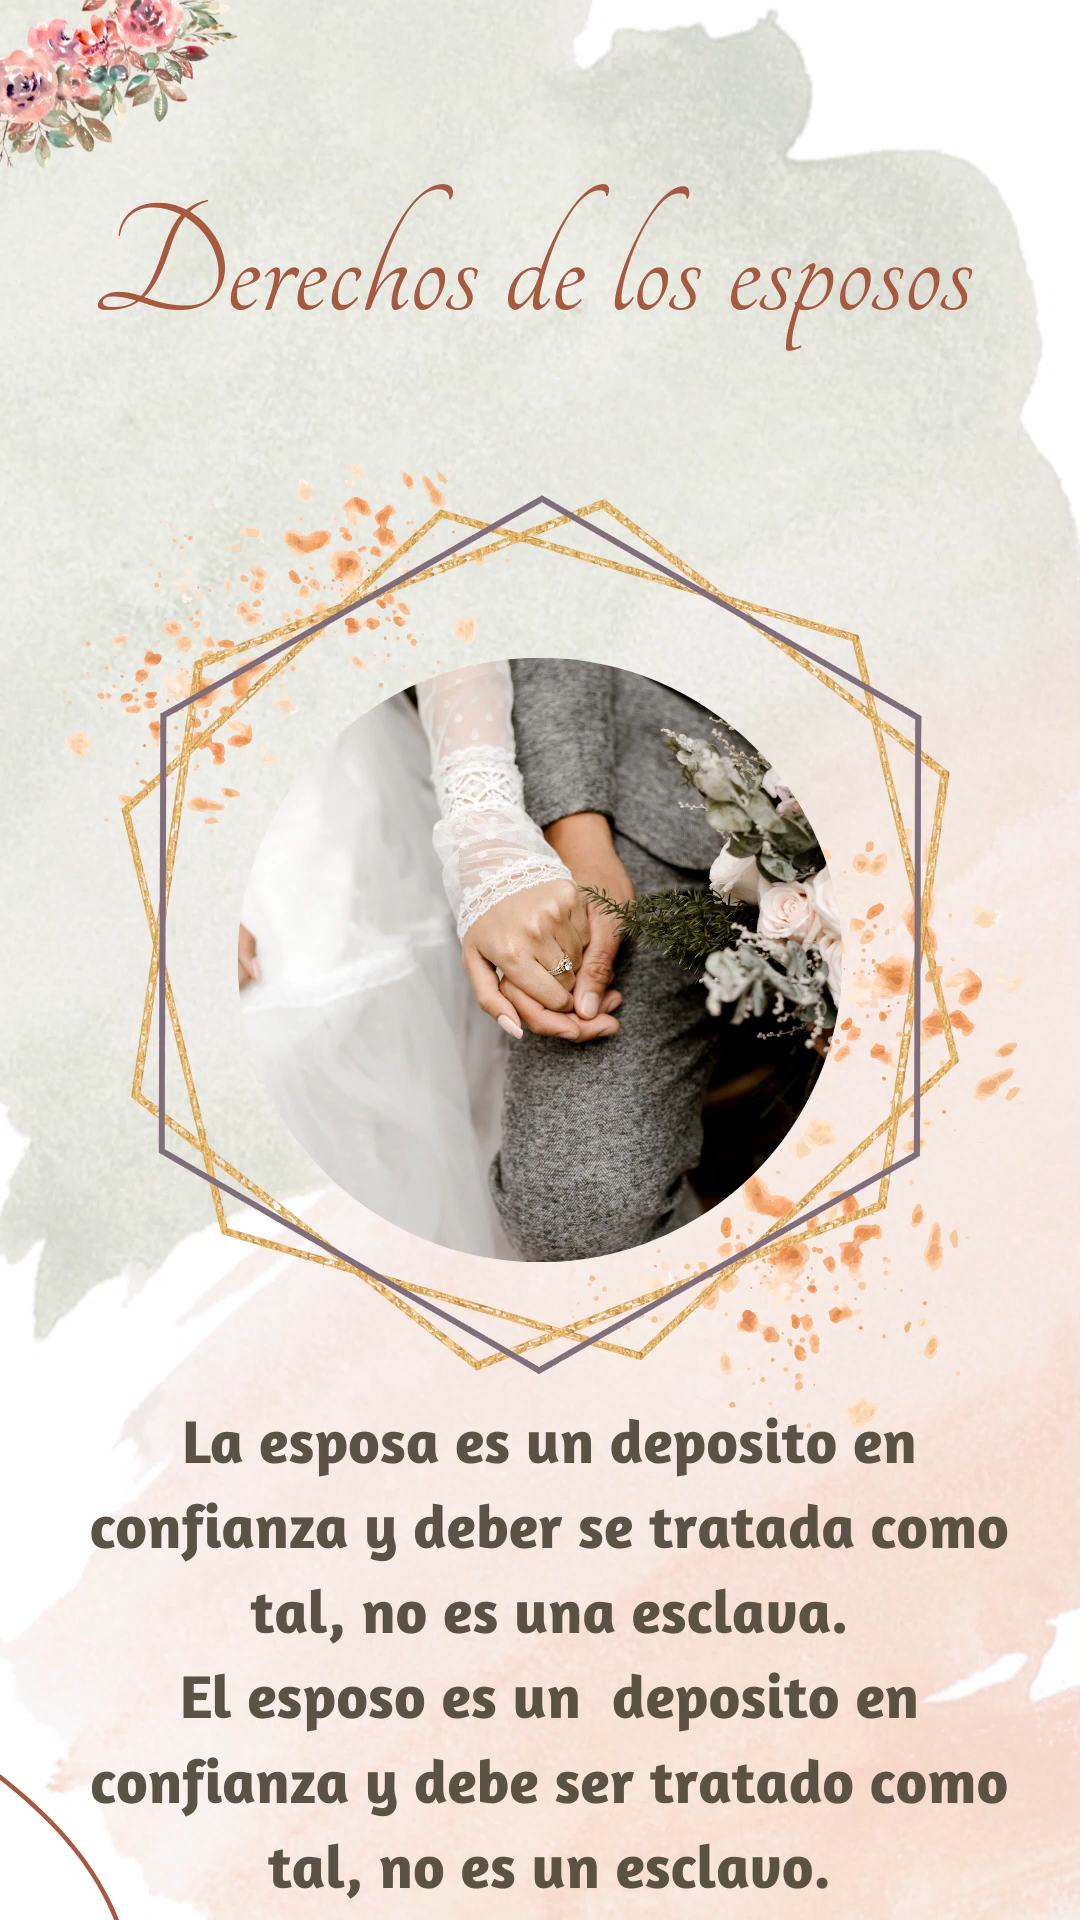 Derechos de los esposos
La esposa es un deposito en
confianza y deber se tratada como
tal, no es una esclava.
El esposo es un  deposito en
confianza y debe ser tratado como
tal, no es un esclavo.